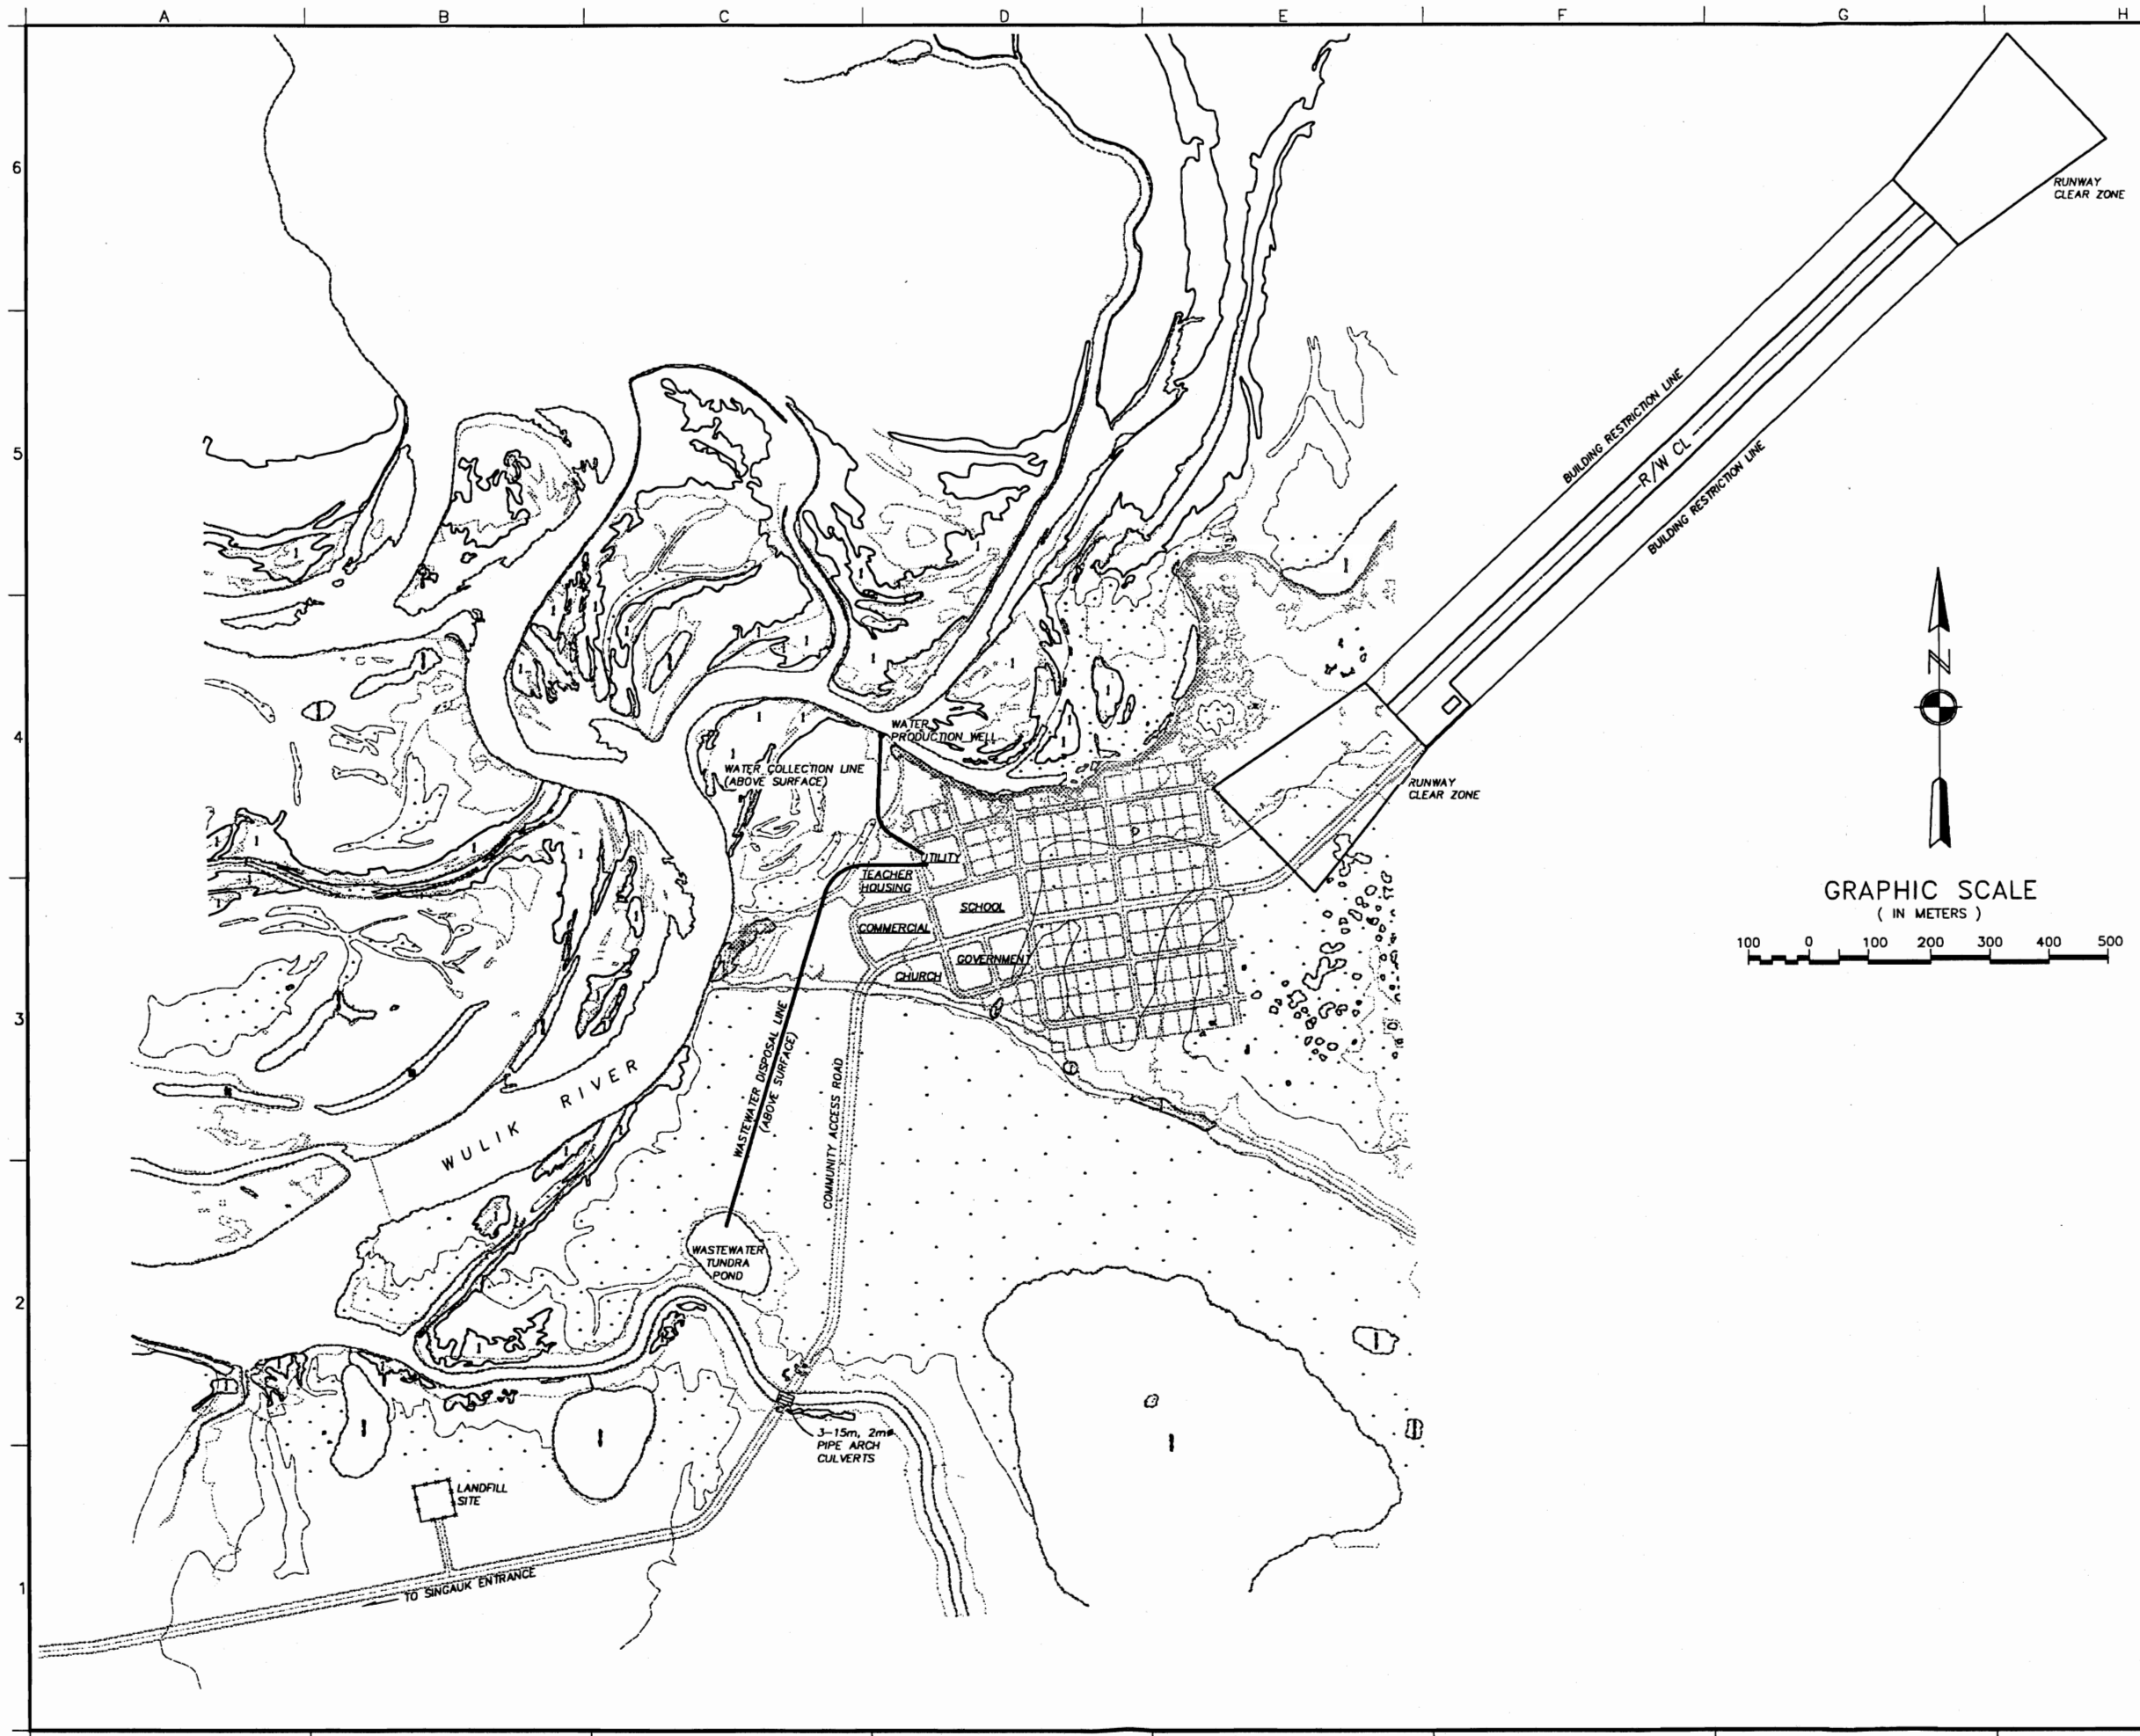 A B C D E F G H
6
RUNWAY
CLEAR ZONE
5
BUILDING RESTRICTION LINE
R/W CL
BUILDING RESTRICTION LINE
N
4
WATER
PRODUCTION WELL
WATER COLLECTION LINE
(ABOVE SURFACE)
RUNWAY
CLEAR ZONE
UTILITY
TEACHER
HOUSING
SCHOOL
COMMERCIAL
GOVERNMENT
CHURCH
GRAPHIC SCALE
( IN METERS )
100 0 100 200 300 400 500
3
WULIK RIVER
WASTEWATER DISPOSAL LINE
(ABOVE SURFACE)
COMMUNITY ACCESS ROAD
WASTEWATER
TUNDRA
POND
2
3-15m, 2mø
PIPE ARCH
CULVERTS
LANDFILL
SITE
1
TO SINGAUK ENTRANCE